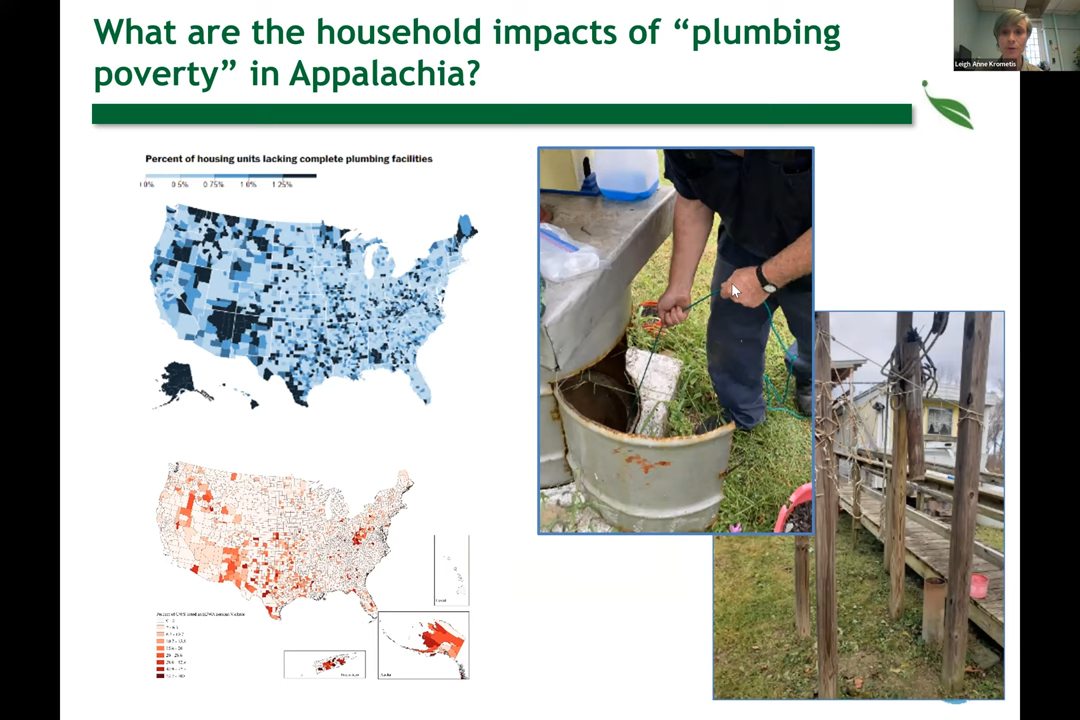 What are the household impacts of “plumbing
poverty” in Appalachia?
Leigh Anne Krometis
Percent of housing units lacking complete plumbing facilities
0% 0.5% 0.75% 1.0% 1.25%
Alaska